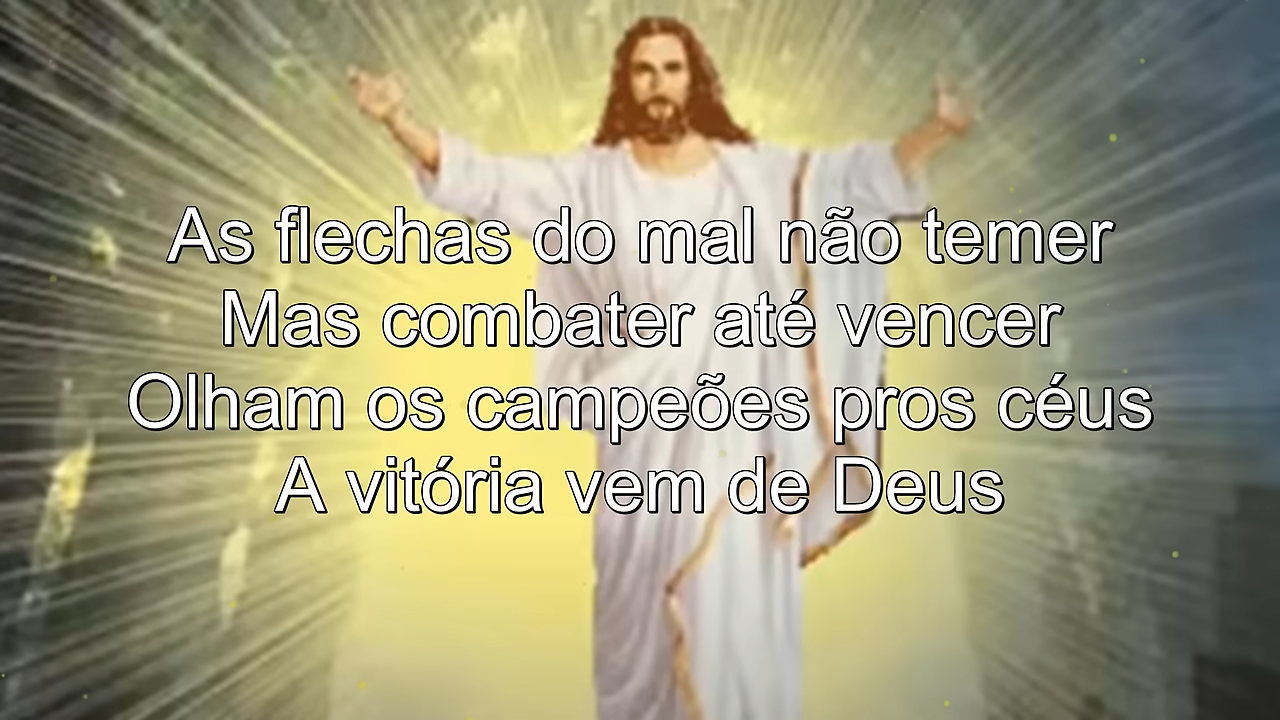 As flechas do mal não temer
Mas combater até vencer
Olham os campeões pros céus
A vitória vem de Deus